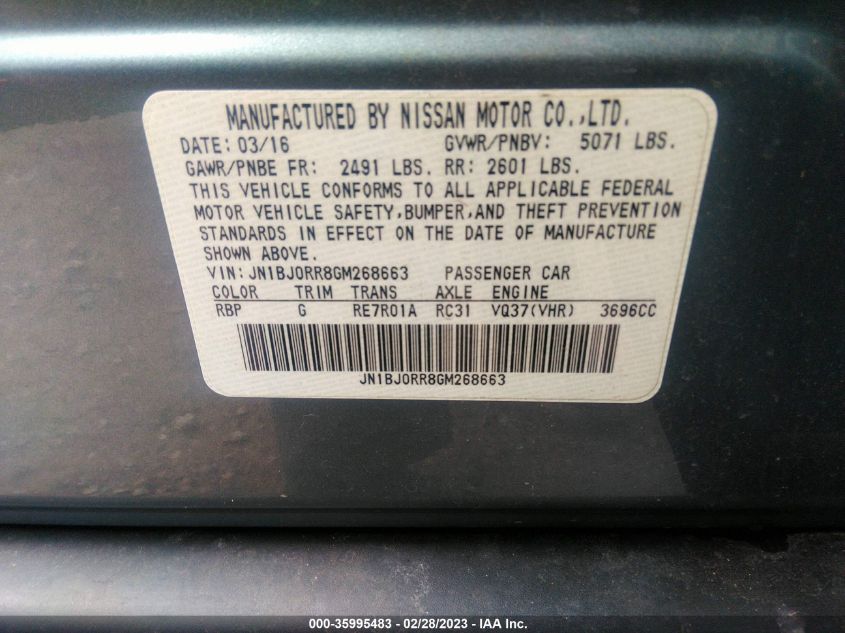 MANUFACTURED BY NISSAN MOTOR CO.,LTD.
DATE: 03/16 GVWR/PNBV: 5071 LBS.
GAWR/PNBE FR: 2491 LBS. RR: 2601 LBS.
THIS VEHICLE CONFORMS TO ALL APPLICABLE FEDERAL
MOTOR VEHICLE SAFETY,BUMPER,AND THEFT PREVENTION
STANDARDS IN EFFECT ON THE DATE OF MANUFACTURE
SHOWN ABOVE.
VIN:JN1BJ0RR8GM268663 PASSENGER CAR
COLOR TRIM TRANS AXLE ENGINE
RBP G RE7R01A RC31 VQ37(VHR) 3696CC
JN1BJ0RR8GM268663
000-35995483 - 02/28/2023 - IAA Inc.